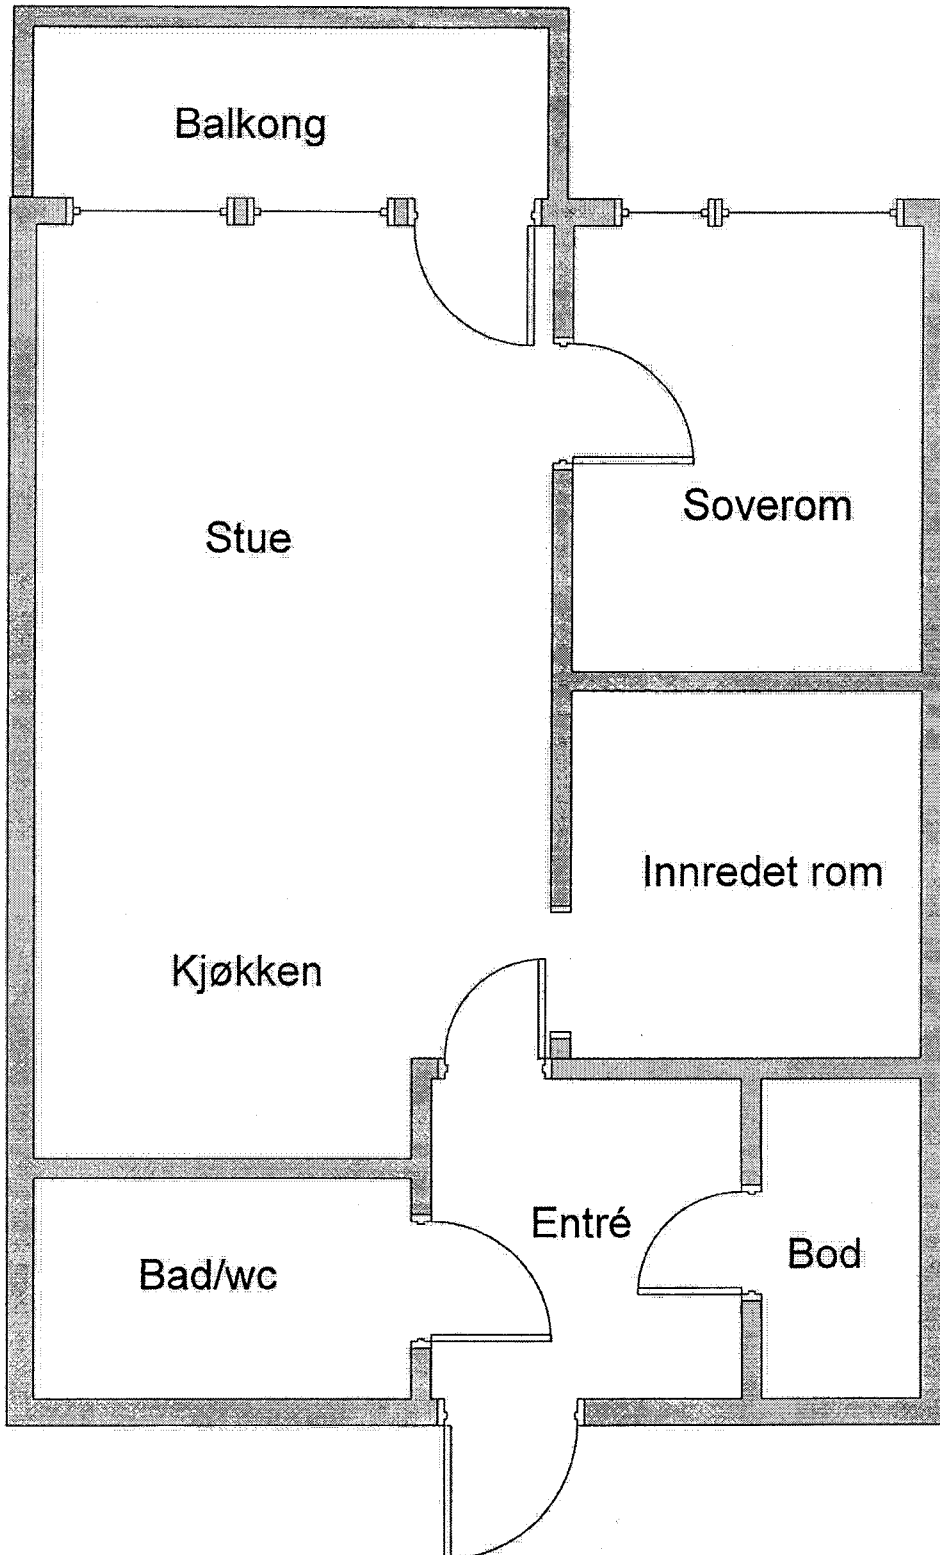 Balkong
Soverom
Stue
Innredet rom
Kjøkken
Entré
Bod
Bad/wc